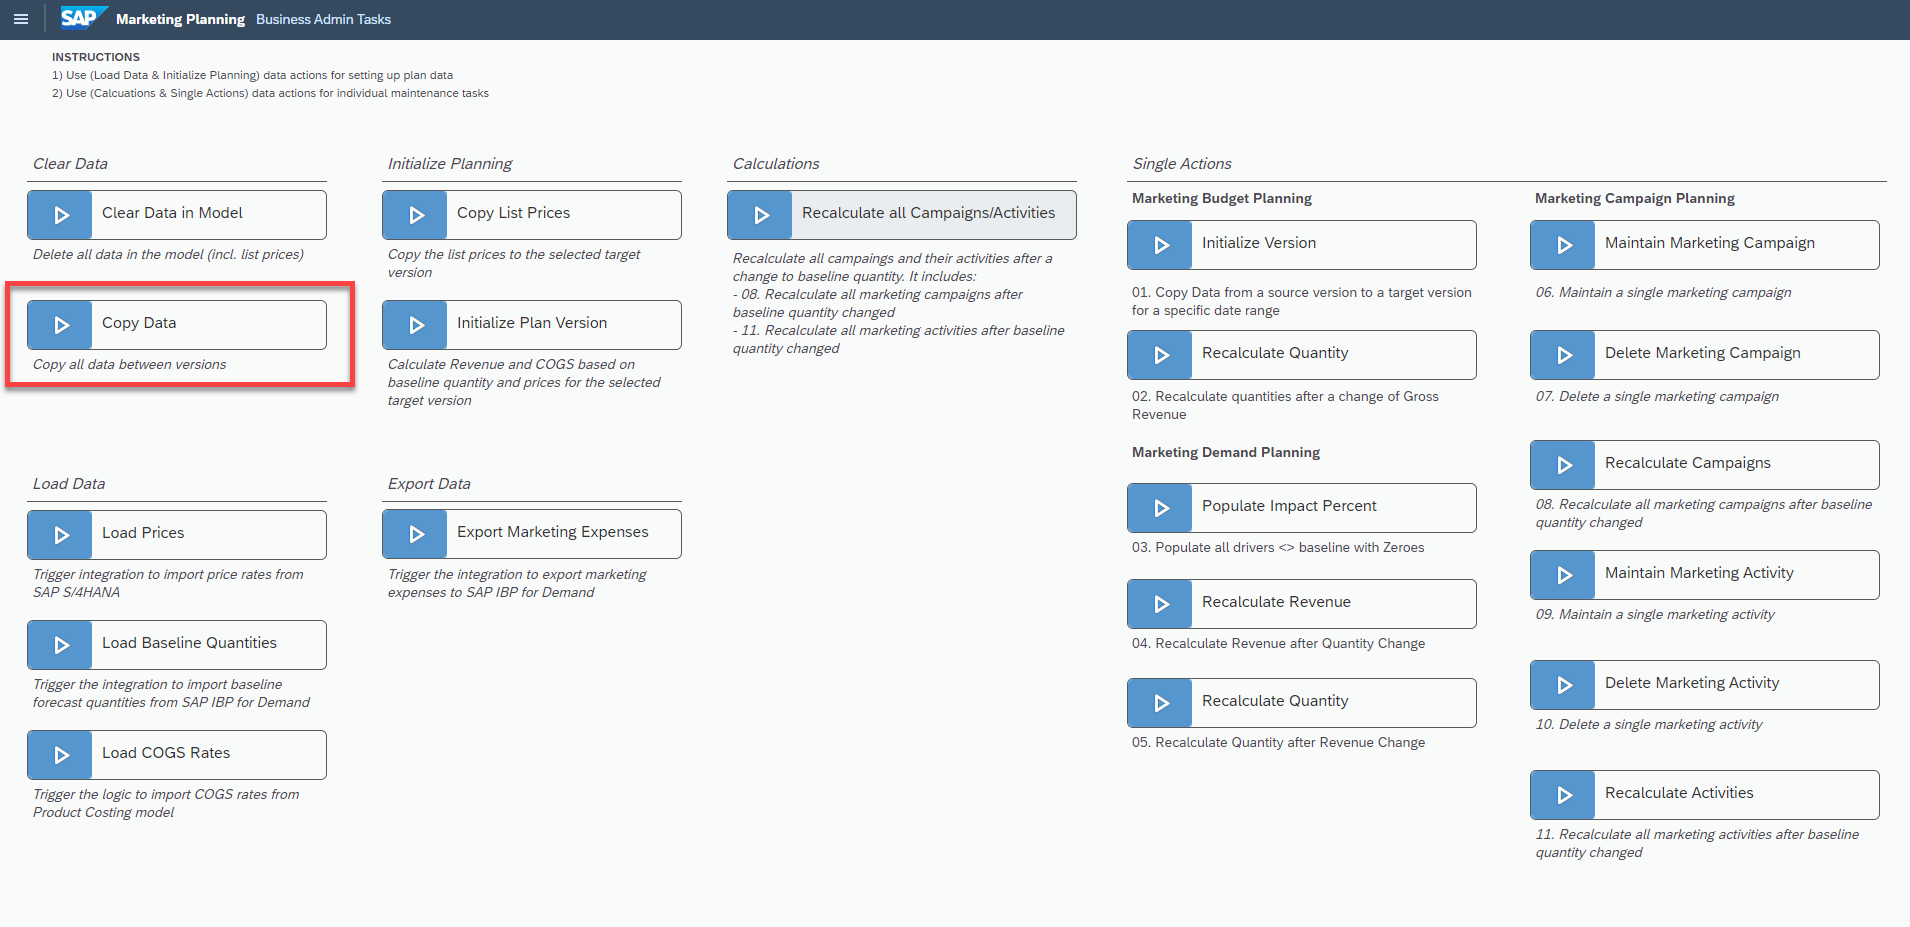 SAP Marketing Planning Business Admin Tasks
INSTRUCTIONS
1) Use (Load Data & Initialize Planning) data actions for setting up plan data
2) Use (Calcuations & Single Actions) data actions for individual maintenance tasks
Clear Data
Clear Data in Model
Delete all data in the model (incl. list prices)
Copy Data
Copy all data between versions
Initialize Planning
Copy List Prices
Copy the list prices to the selected target
version
Initialize Plan Version
Calculate Revenue and COGS based on
baseline quantity and prices for the selected
target version
Calculations
Recalculate all Campaigns/Activities
Recalculate all campaings and their activities after a
change to baseline quantity. It includes:
- 08. Recalculate all marketing campaigns after
baseline quantity changed
- 11. Recalculate all marketing activities after baseline
quantity changed
Load Data
Load Prices
Trigger integration to import price rates from
SAP S/4HANA
Load Baseline Quantities
Trigger the integration to import baseline
forecast quantities from SAP IBP for Demand
Load COGS Rates
Trigger the logic to import COGS rates from
Product Costing model
Export Data
Export Marketing Expenses
Trigger the integration to export marketing
expenses to SAP IBP for Demand
Single Actions
Marketing Budget Planning
Initialize Version
01. Copy Data from a source version to a target version
for a specific date range
Recalculate Quantity
02. Recalculate quantities after a change of Gross
Revenue
Marketing Demand Planning
Populate Impact Percent
03. Populate all drivers <> baseline with Zeroes
Recalculate Revenue
04. Recalculate Revenue after Quantity Change
Recalculate Quantity
05. Recalculate Quantity after Revenue Change
Marketing Campaign Planning
Maintain Marketing Campaign
06. Maintain a single marketing campaign
Delete Marketing Campaign
07. Delete a single marketing campaign
Recalculate Campaigns
08. Recalculate all marketing campaigns after baseline
quantity changed
Maintain Marketing Activity
09. Maintain a single marketing activity
Delete Marketing Activity
10. Delete a single marketing activity
Recalculate Activities
11. Recalculate all marketing activities after baseline
quantity changed